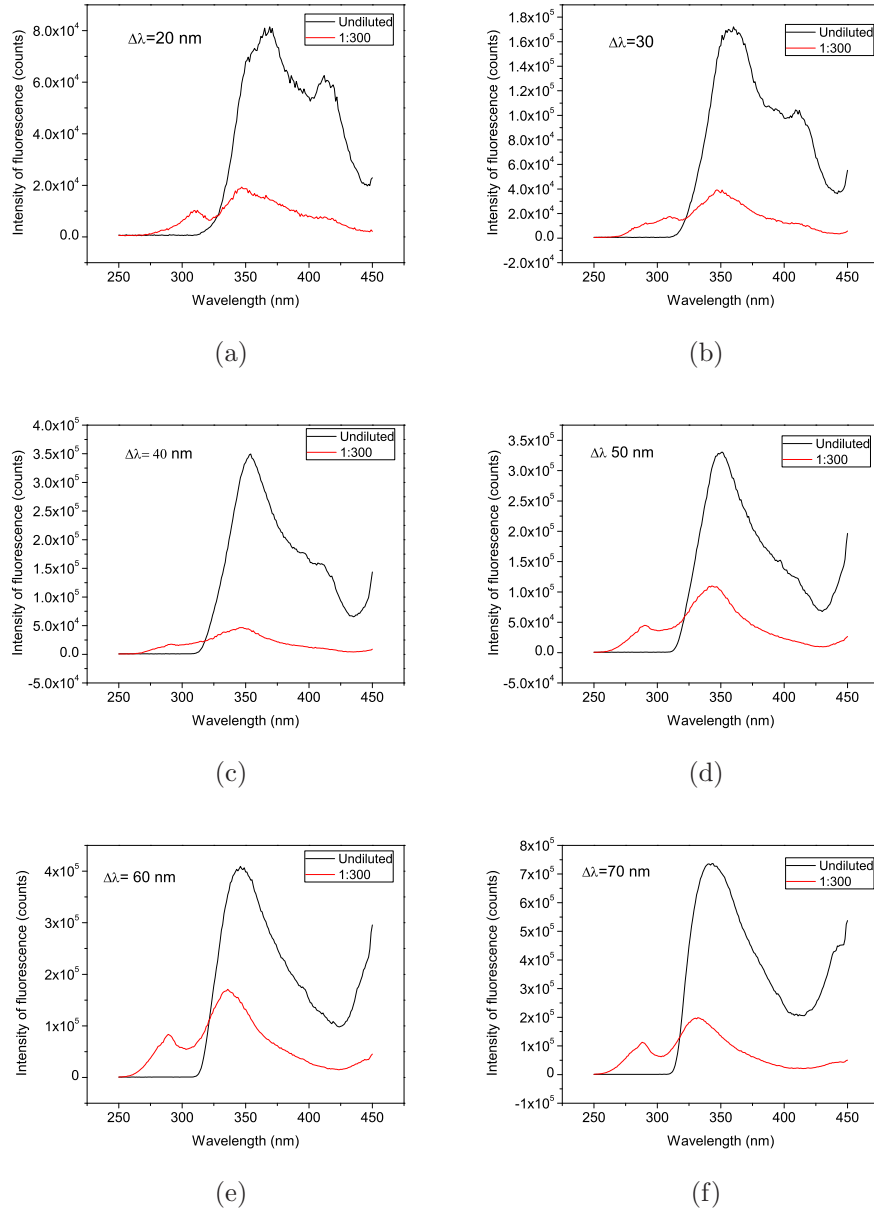 Δλ=20 nm
Undiluted
1:300
Intensity of fluorescence (counts)
8.0x10⁴
6.0x10⁴
4.0x10⁴
2.0x10⁴
0.0
250 300 350 400 450
Wavelength (nm)
(a)
Δλ=30
Undiluted
1:300
Intensity of fluorescence (counts)
1.8x10⁵
1.6x10⁵
1.4x10⁵
1.2x10⁵
1.0x10⁵
8.0x10⁴
6.0x10⁴
4.0x10⁴
2.0x10⁴
0.0
-2.0x10⁴
250 300 350 400 450
Wavelength (nm)
(b)
Δλ= 40 nm
Undiluted
1:300
Intensity of fluorescence (counts)
4.0x10⁵
3.5x10⁵
3.0x10⁵
2.5x10⁵
2.0x10⁵
1.5x10⁵
1.0x10⁵
5.0x10⁴
0.0
-5.0x10⁴
250 300 350 400 450
Wavelength (nm)
(c)
Δλ 50 nm
Undiluted
1:300
Intensity of fluorescence (counts)
3.5x10⁵
3.0x10⁵
2.5x10⁵
2.0x10⁵
1.5x10⁵
1.0x10⁵
5.0x10⁴
0.0
-5.0x10⁴
250 300 350 400 450
Wavelength (nm)
(d)
Δλ= 60 nm
Undiluted
1:300
Intensity of fluorescence (counts)
4x10⁵
3x10⁵
2x10⁵
1x10⁵
0
250 300 350 400 450
Wavelength (nm)
(e)
Δλ=70 nm
Undiluted
1:300
Intensity of fluorescence (counts)
8x10⁵
7x10⁵
6x10⁵
5x10⁵
4x10⁵
3x10⁵
2x10⁵
1x10⁵
0
-1x10⁵
250 300 350 400 450
Wavelength (nm)
(f)